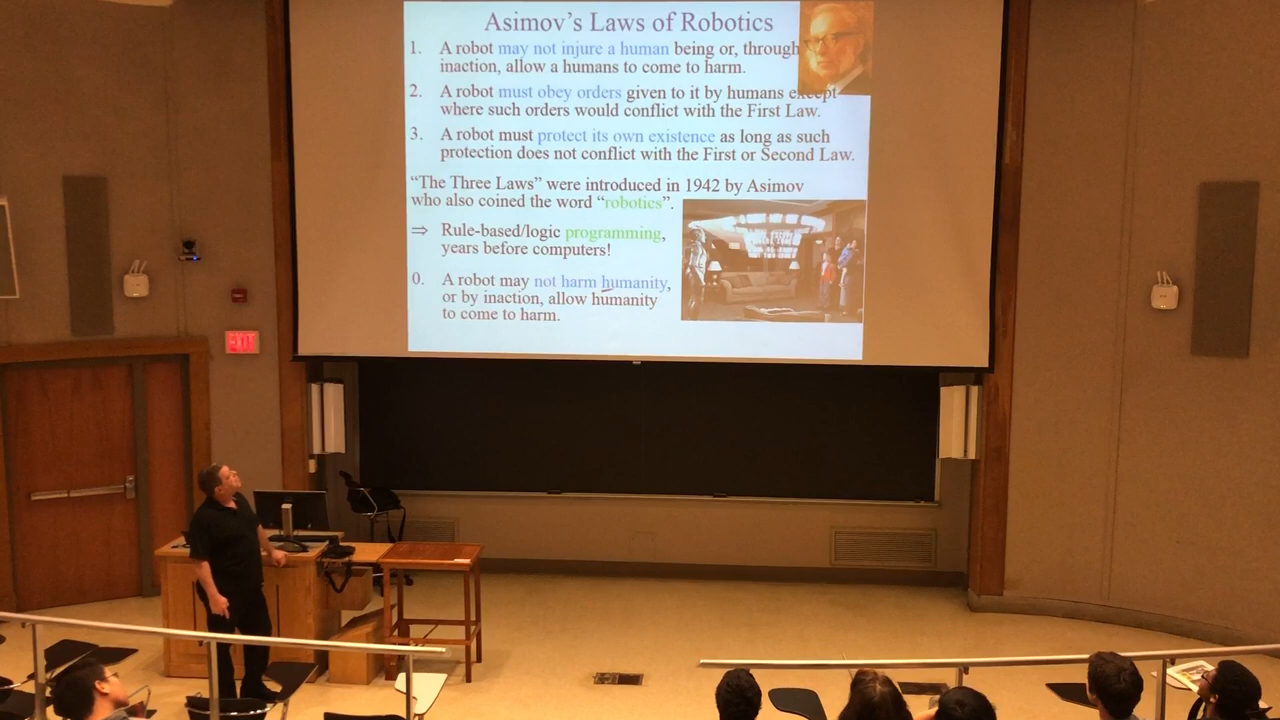 Asimov's Laws of Robotics
1. A robot may not injure a human being or, through
inaction, allow a humans to come to harm.
2. A robot must obey orders given to it by humans except
where such orders would conflict with the First Law.
3. A robot must protect its own existence as long as such
protection does not conflict with the First or Second Law.
“The Three Laws” were introduced in 1942 by Asimov
who also coined the word “robotics”.
⇒ Rule-based/logic programming,
years before computers!
0. A robot may not harm humanity,
or by inaction, allow humanity
to come to harm.
EXIT